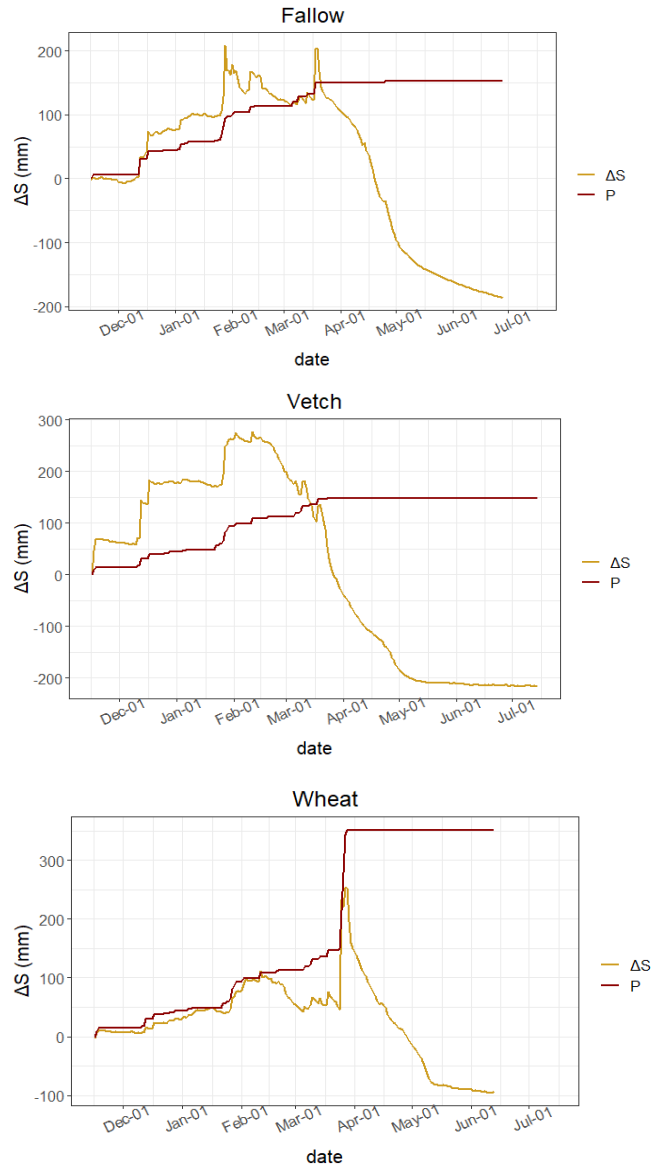 Fallow
200
100
0
-100
-200
ΔS (mm)
Dec-01
Jan-01
Feb-01
Mar-01
Apr-01
May-01
Jun-01
Jul-01
date
ΔS
P
Vetch
300
200
100
0
-100
-200
ΔS (mm)
Dec-01
Jan-01
Feb-01
Mar-01
Apr-01
May-01
Jun-01
Jul-01
date
ΔS
P
Wheat
300
200
100
0
-100
ΔS (mm)
Dec-01
Jan-01
Feb-01
Mar-01
Apr-01
May-01
Jun-01
Jul-01
date
ΔS
P